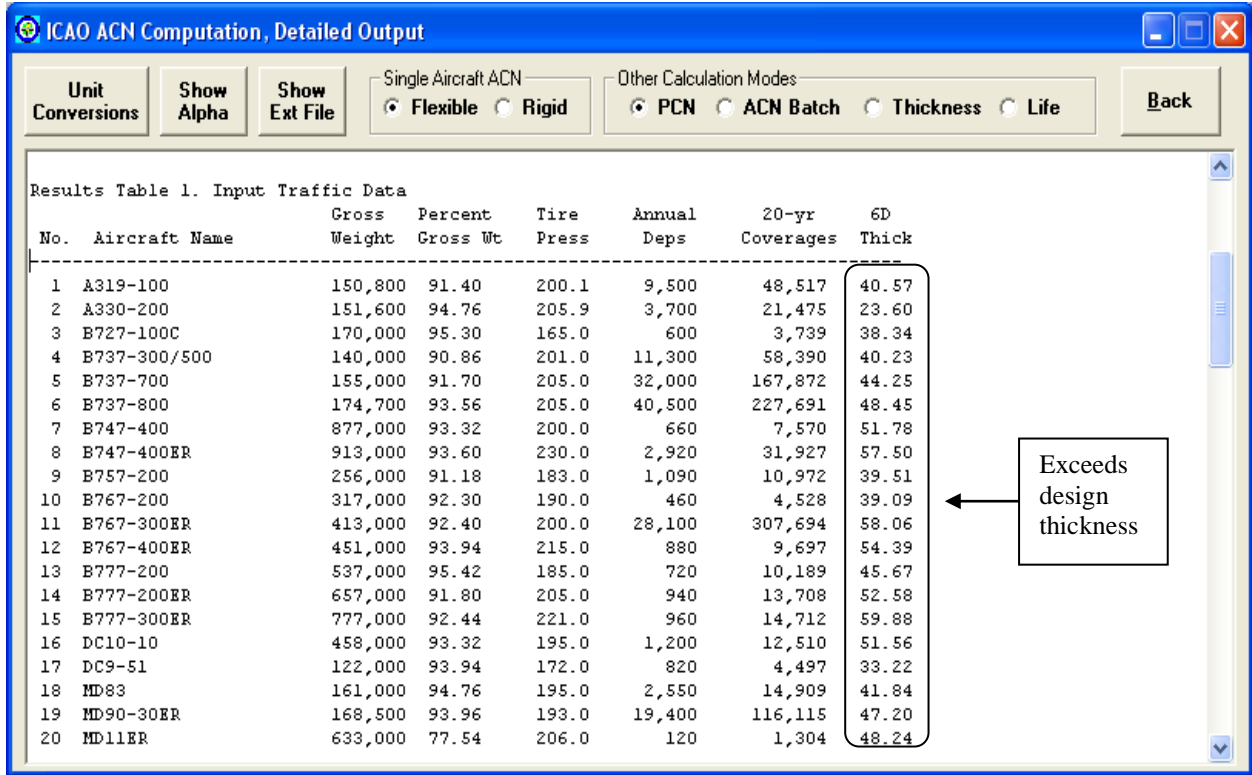 ICAO ACN Computation, Detailed Output
Unit Conversions
Show Alpha
Show Ext File
Single Aircraft ACN
Flexible Rigid
Other Calculation Modes
PCN ACN Batch Thickness Life
Back
Results Table 1. Input Traffic Data
Gross Percent Tire Annual 20-yr 6D
No. Aircraft Name Weight Gross Wt Press Deps Coverages Thick
1 A319-100 150,800 91.40 200.1 9,500 48,517 40.57
2 A330-200 151,600 94.76 205.9 3,700 21,475 23.60
3 B727-100C 170,000 95.30 165.0 600 3,739 38.34
4 B737-300/500 140,000 90.86 201.0 11,300 58,390 40.23
5 B737-700 155,000 91.70 205.0 32,000 167,872 44.25
6 B737-800 174,700 93.56 205.0 40,500 227,691 48.45
7 B747-400 877,000 93.32 200.0 660 7,570 51.78
8 B747-400ER 913,000 93.60 230.0 2,920 31,927 57.50
9 B757-200 256,000 91.18 183.0 1,090 10,972 39.51
10 B767-200 317,000 92.30 190.0 460 4,528 39.09
11 B767-300ER 413,000 92.40 200.0 28,100 307,694 58.06
12 B767-400ER 451,000 93.94 215.0 880 9,697 54.39
13 B777-200 537,000 95.42 185.0 720 10,189 45.67
14 B777-200ER 657,000 91.80 205.0 940 13,708 52.58
15 B777-300ER 777,000 92.44 221.0 960 14,712 59.88
16 DC10-10 458,000 93.32 195.0 1,200 12,510 51.56
17 DC9-51 122,000 93.94 172.0 820 4,497 33.22
18 MD83 161,000 94.76 195.0 2,550 14,909 41.84
19 MD90-30ER 168,500 93.96 193.0 19,400 116,115 47.20
20 MD11ER 633,000 77.54 206.0 120 1,304 48.24
Exceeds
design
thickness